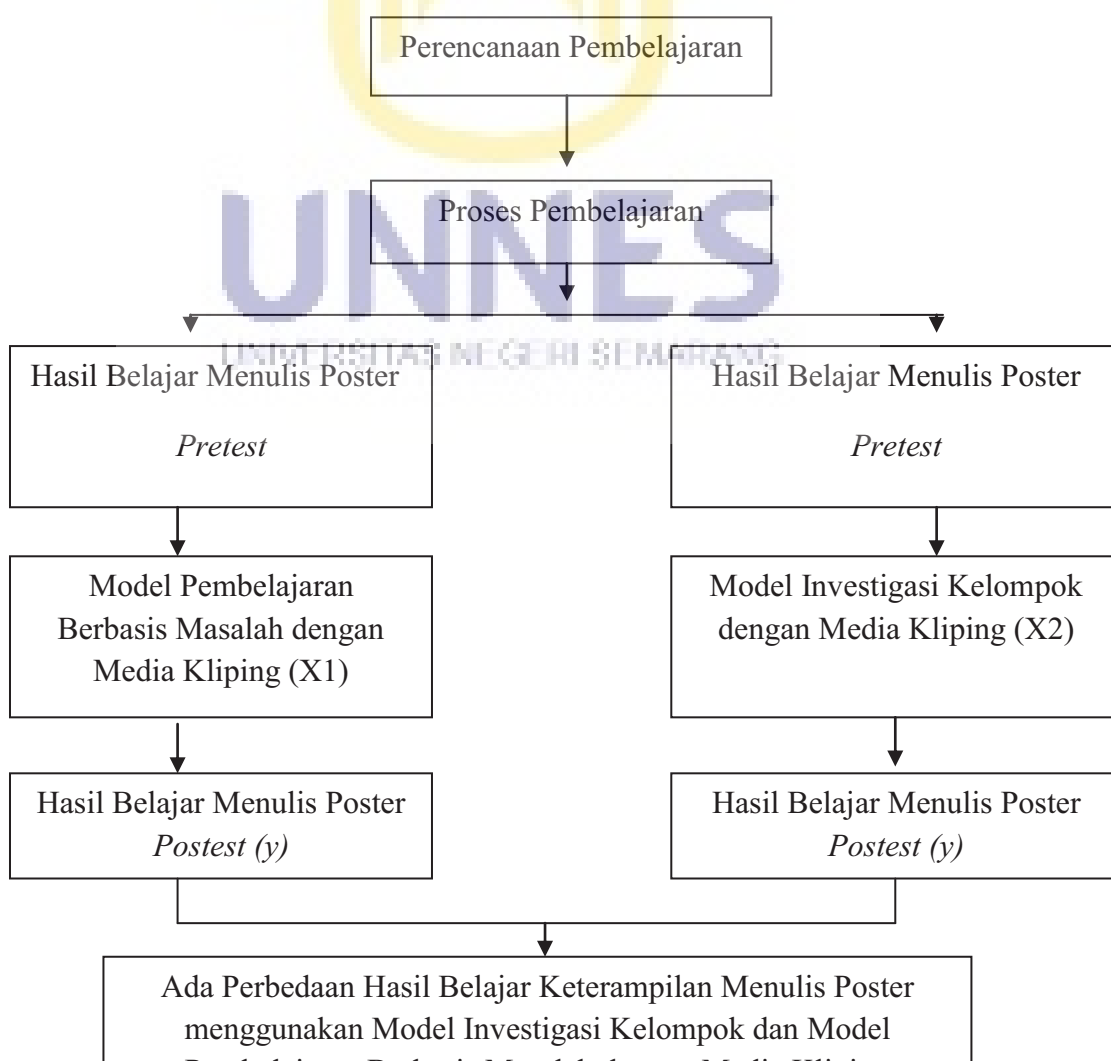 Perencanaan Pembelajaran
Proses Pembelajaran
UNNES
UNIVERSITAS NEGERI SEMARANG
Hasil Belajar Menulis Poster
Pretest
Hasil Belajar Menulis Poster
Pretest
Model Pembelajaran
Berbasis Masalah dengan
Media Kliping (X1)
Model Investigasi Kelompok
dengan Media Kliping (X2)
Hasil Belajar Menulis Poster
Postest (y)
Hasil Belajar Menulis Poster
Postest (y)
Ada Perbedaan Hasil Belajar Keterampilan Menulis Poster
menggunakan Model Investigasi Kelompok dan Model